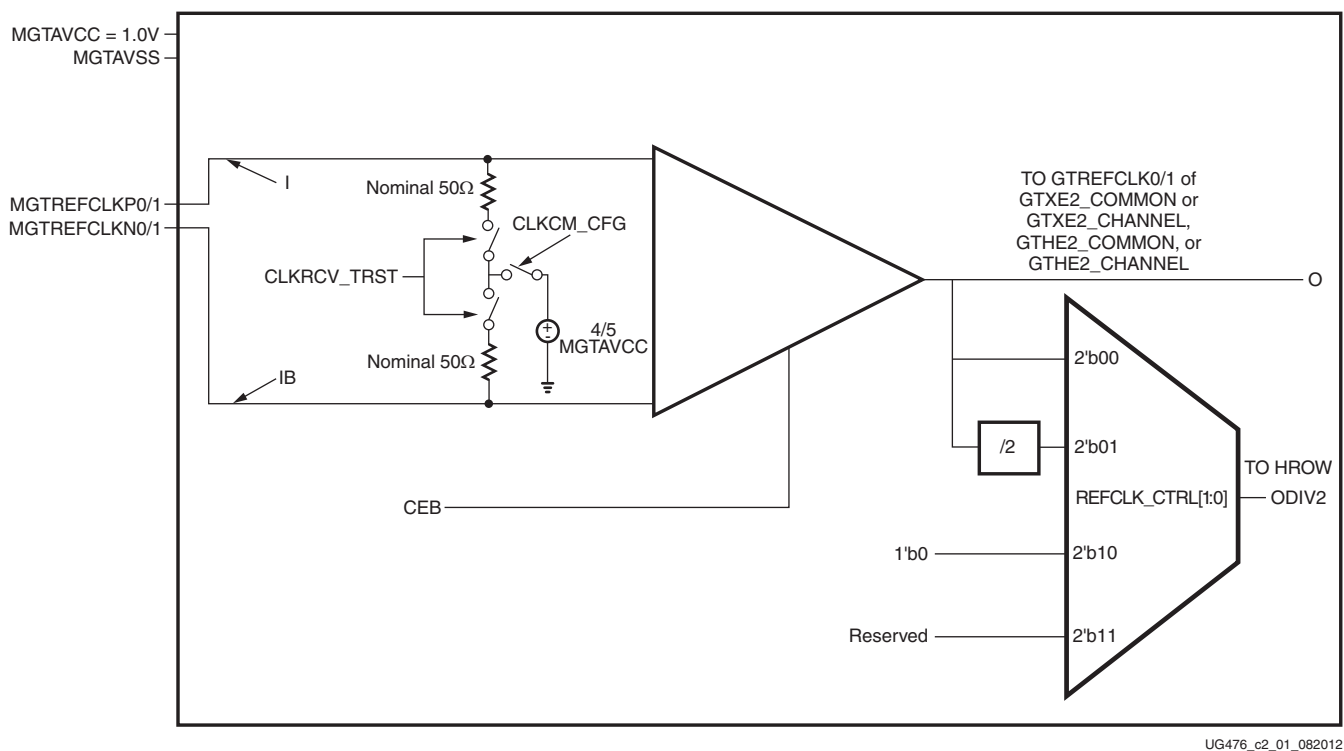 MGTAVCC = 1.0V
MGTAVSS
MGTREFCLKP0/1
MGTREFCLKN0/1
I
Nominal 50Ω
CLKCM_CFG
CLKRCV_TRST
+
-
4/5
MGTAVCC
Nominal 50Ω
IB
CEB
TO GTREFCLK0/1 of
GTXE2_COMMON or
GTXE2_CHANNEL,
GTHE2_COMMON, or
GTHE2_CHANNEL
O
2'b00
/2
2'b01
TO HROW
REFCLK_CTRL[1:0]
ODIV2
1'b0
2'b10
Reserved
2'b11
UG476_c2_01_082012